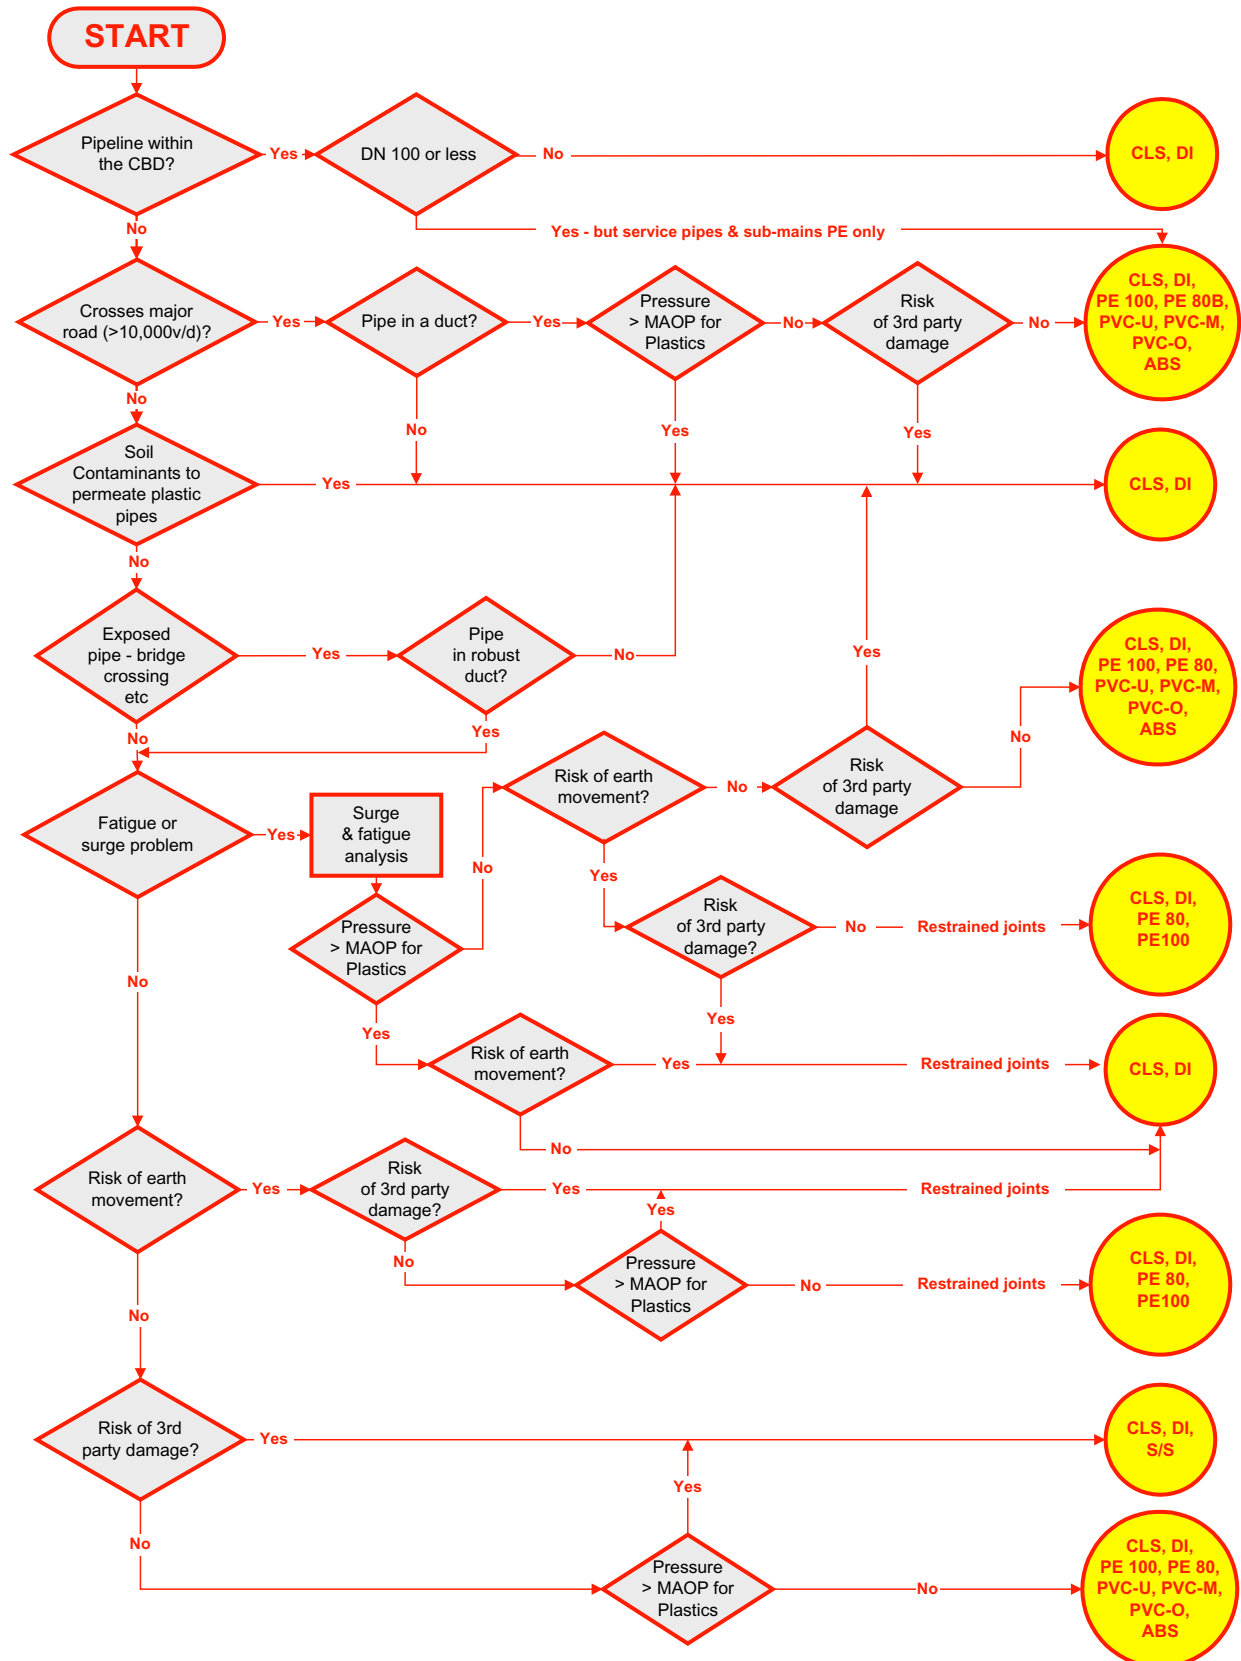 START
Pipeline within
the CBD?
Yes
DN 100 or less
No
CLS, DI
No
Yes - but service pipes & sub-mains PE only
Crosses major
road (>10,000v/d)?
Yes
Pipe in a duct?
Yes
Pressure
> MAOP for
Plastics
No
Risk
of 3rd party
damage
No
CLS, DI,
PE 100, PE 80B,
PVC-U, PVC-M,
PVC-O,
ABS
No
No
Yes
Yes
Soil
Contaminants to
permeate plastic
pipes
Yes
CLS, DI
No
Exposed
pipe - bridge
crossing
etc
Yes
Pipe
in robust
duct?
No
Yes
CLS, DI,
PE 100, PE 80,
PVC-U, PVC-M,
PVC-O,
ABS
No
Yes
No
Fatigue or
surge problem
Yes
Surge
& fatigue
analysis
Risk of earth
movement?
No
Risk
of 3rd party
damage
No
Yes
Pressure
> MAOP for
Plastics
Risk
of 3rd party
damage?
No
Restrained joints
CLS, DI,
PE 80,
PE100
No
Yes
Yes
Risk of earth
movement?
Yes
Restrained joints
CLS, DI
No
Risk of earth
movement?
Yes
Risk
of 3rd party
damage?
Yes
Restrained joints
Yes
No
Pressure
> MAOP for
Plastics
No
Restrained joints
CLS, DI,
PE 80,
PE100
No
Risk of 3rd
party damage?
Yes
CLS, DI,
S/S
Yes
No
Pressure
> MAOP for
Plastics
No
CLS, DI,
PE 100, PE 80,
PVC-U, PVC-M,
PVC-O,
ABS